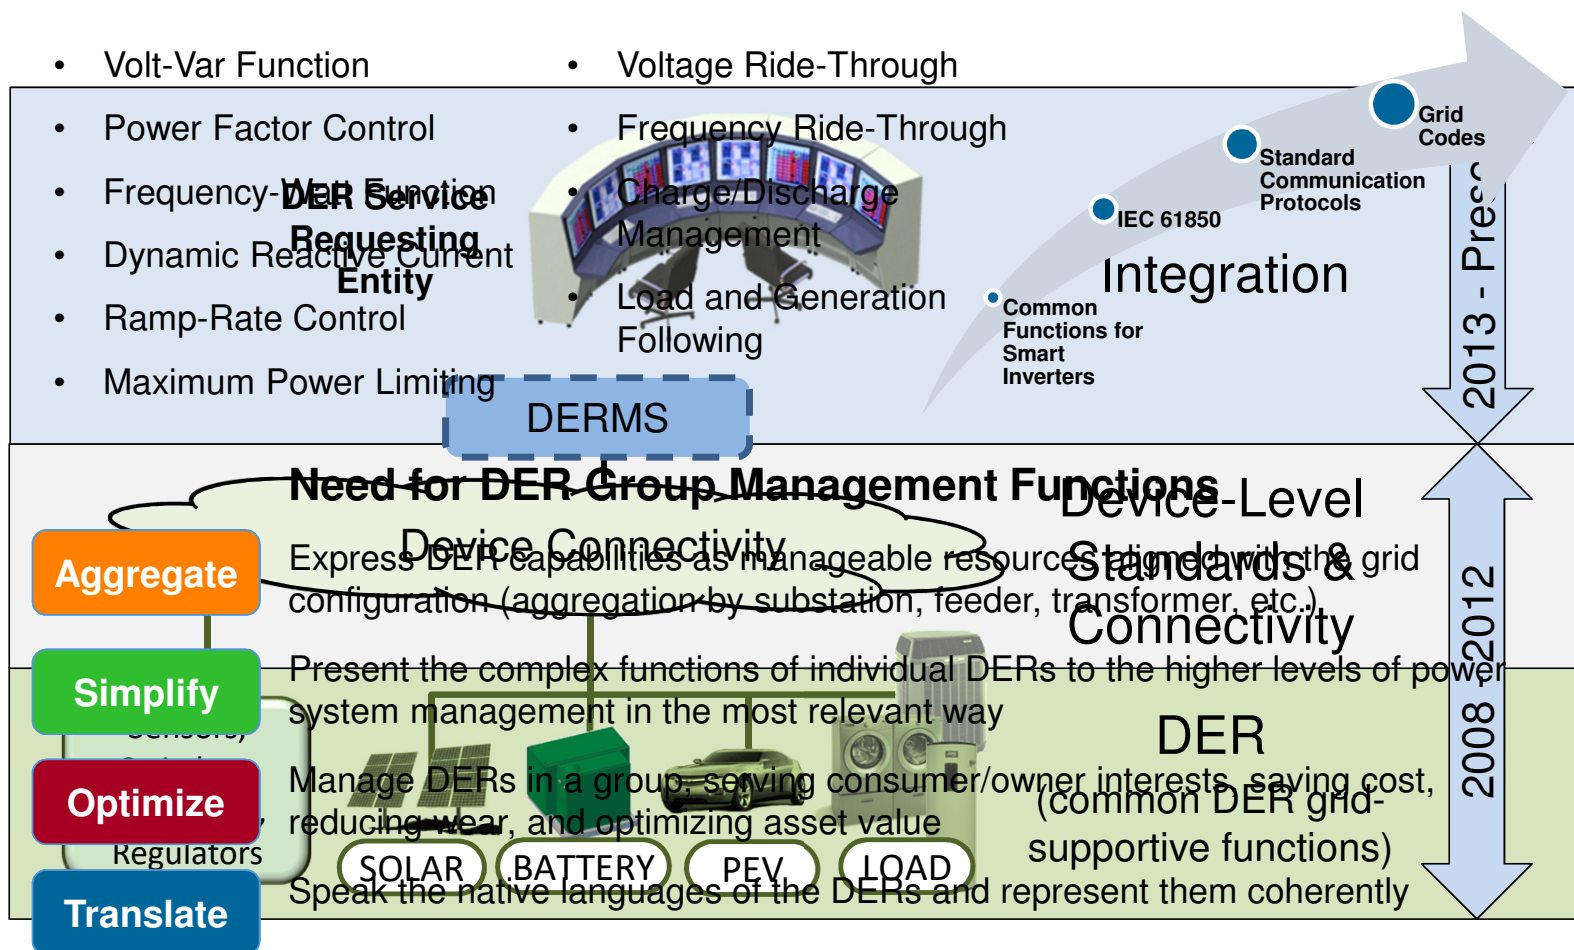 • Volt-Var Function
• Power Factor Control
• Frequency-Watt Function
• Dynamic Reactive Current
• Ramp-Rate Control
• Maximum Power Limiting
• Voltage Ride-Through
• Frequency Ride-Through
• Charge/Discharge
Management
• Load and Generation
Following
DER Service
Requesting
Entity
DERMS
Common
Functions for
Smart
Inverters
IEC 61850
Standard
Communication
Protocols
Grid
Codes
Integration
2013 - Pres
Need for DER Group Management Functions
Device Connectivity
Device-Level
Standards &
Connectivity
2008 - 2012
Aggregate
Express DER capabilities as manageable resources aligned with the grid
configuration (aggregation by substation, feeder, transformer, etc.)
Simplify
Present the complex functions of individual DERs to the higher levels of power
system management in the most relevant way
Optimize
Manage DERs in a group, serving consumer/owner interests, saving cost,
reducing wear, and optimizing asset value
Translate
Speak the native languages of the DERs and represent them coherently
Sensors,
Regulators
SOLAR
BATTERY
PEV
LOAD
DER
(common DER grid-
supportive functions)